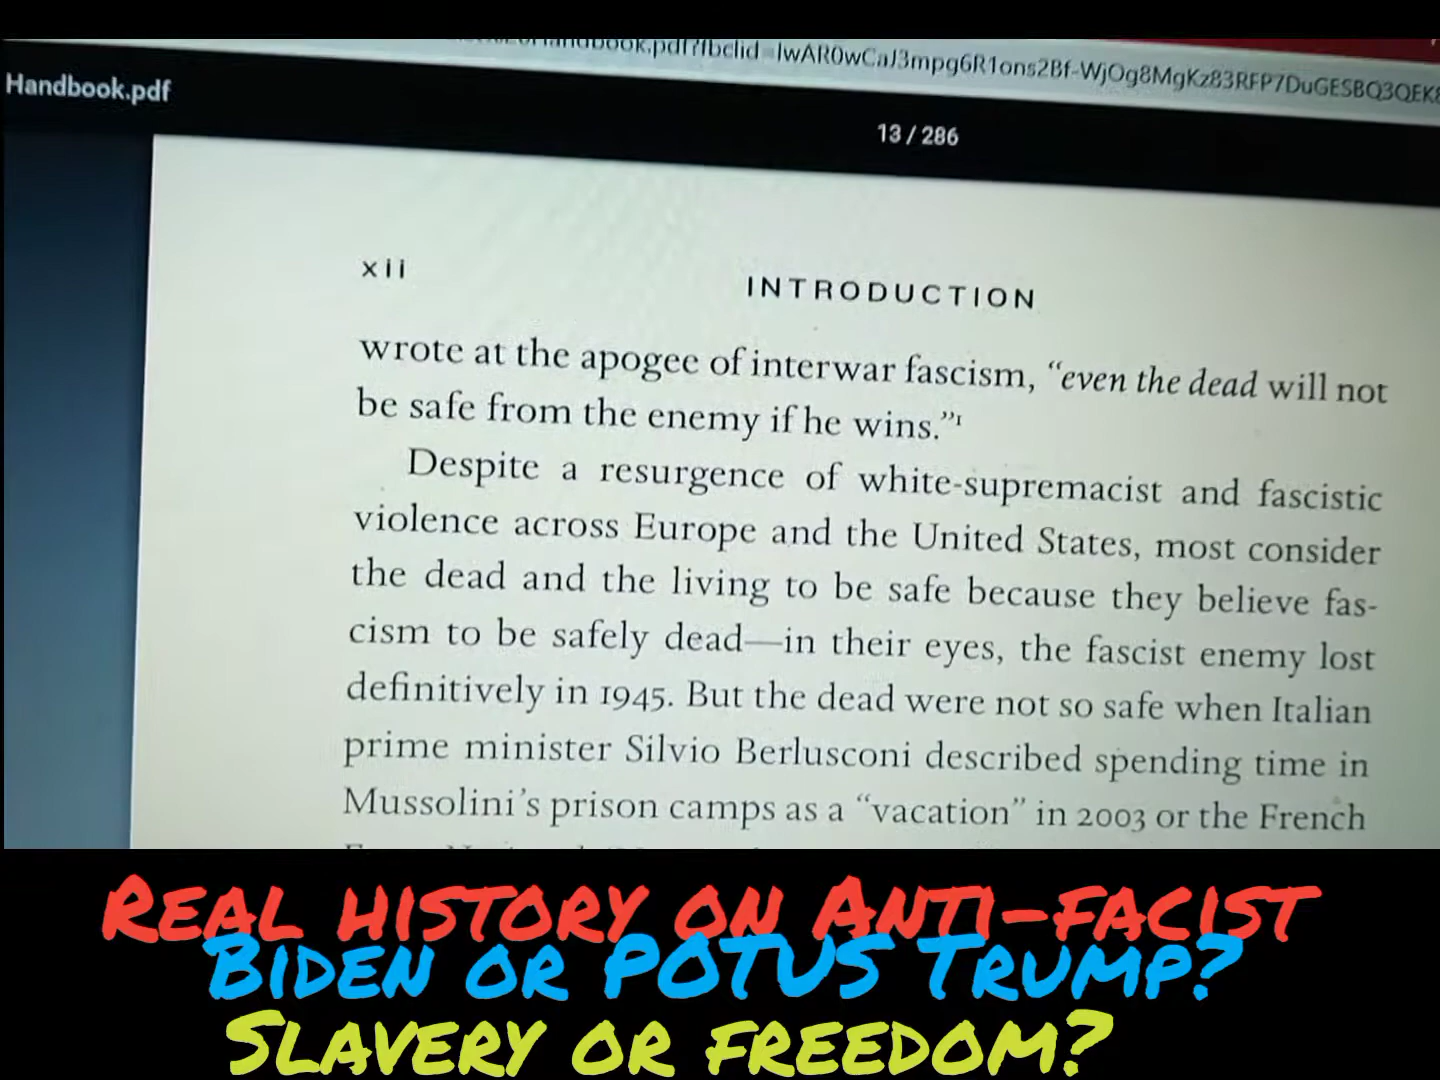 Handbook.pdf
13 / 286
xii
INTRODUCTION
wrote at the apogee of interwar fascism, “even the dead will not
be safe from the enemy if he wins.”1
Despite a resurgence of white-supremacist and fascistic
violence across Europe and the United States, most consider
the dead and the living to be safe because they believe fas-
cism to be safely dead—in their eyes, the fascist enemy lost
definitively in 1945. But the dead were not so safe when Italian
prime minister Silvio Berlusconi described spending time in
Mussolini’s prison camps as a “vacation” in 2003 or the French
Real history on Anti-facist
Biden or POTUS Trump?
Slavery or freedom?